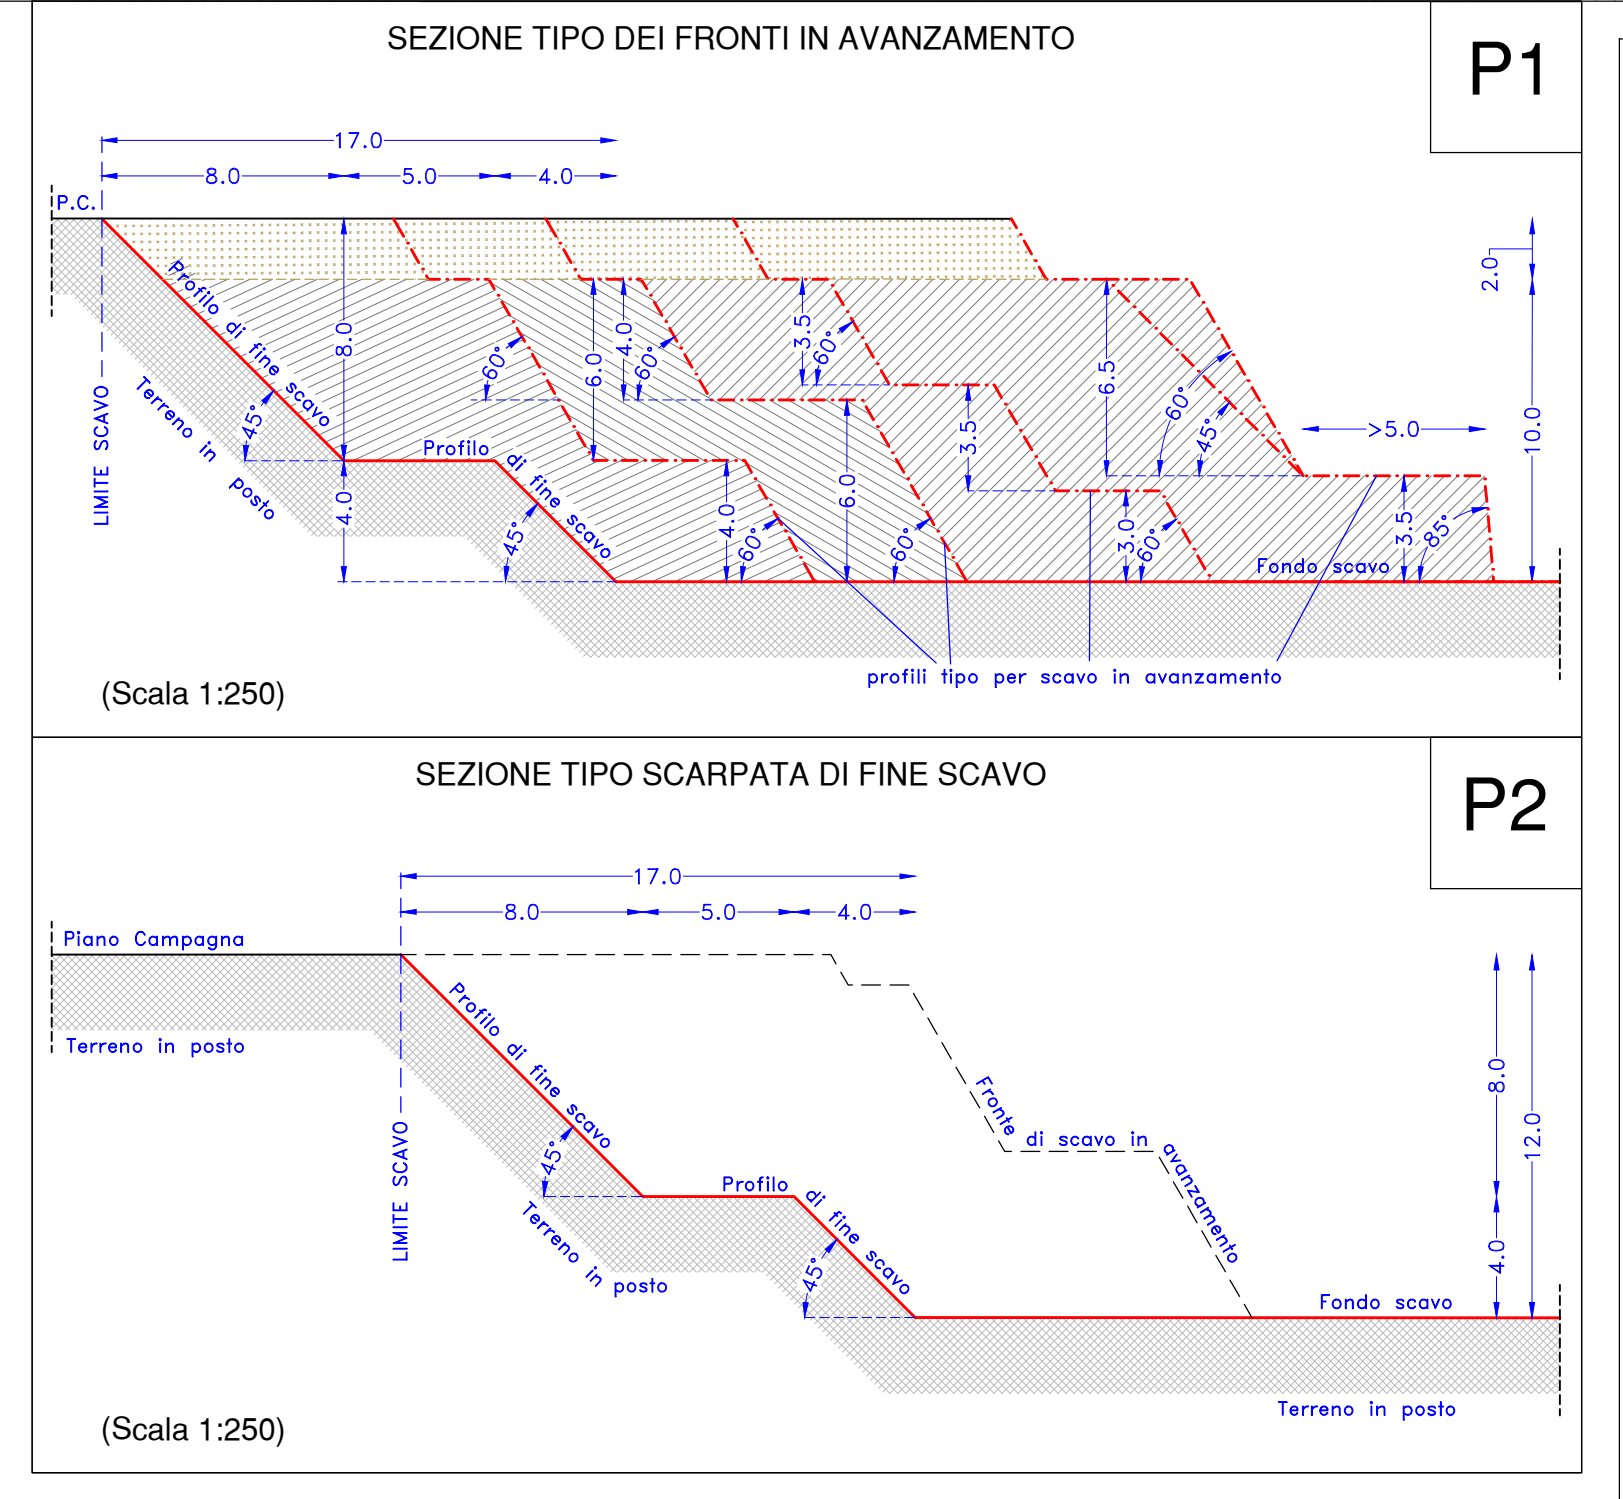 SEZIONE TIPO DEI FRONTI IN AVANZAMENTO
P1
17.0
8.0 5.0 4.0
P.C.
2.0
Profilo di fine scavo
8.0
60°
6.0
4.0
60°
3.5
60°
6.5
60°
45°
>5.0
10.0
Terreno in posto
45°
LIMITE SCAVO
Profilo di fine scavo
3.5
4.0
45°
4.0
60°
6.0
60°
3.0
60°
3.5
85°
Fondo scavo
profili tipo per scavo in avanzamento
(Scala 1:250)
SEZIONE TIPO SCARPATA DI FINE SCAVO
P2
17.0
8.0 5.0 4.0
Piano Campagna
Terreno in posto
Profilo di fine scavo
Fronte di scavo in avanzamento
8.0
12.0
LIMITE SCAVO
45°
Profilo di fine scavo
Terreno in posto
45°
4.0
Fondo scavo
Terreno in posto
(Scala 1:250)